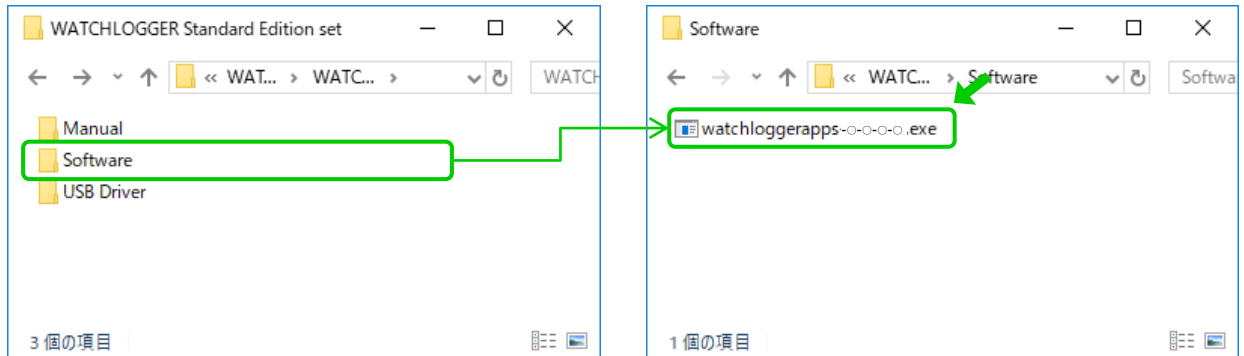 WATCHLOGGER Standard Edition set
« WAT... › WATC... ›
WATCH
Manual
Software
USB Driver
3 個の項目
Software
« WATC... › Software
Softwa
watchloggerapps-○-○-○-○.exe
1 個の項目